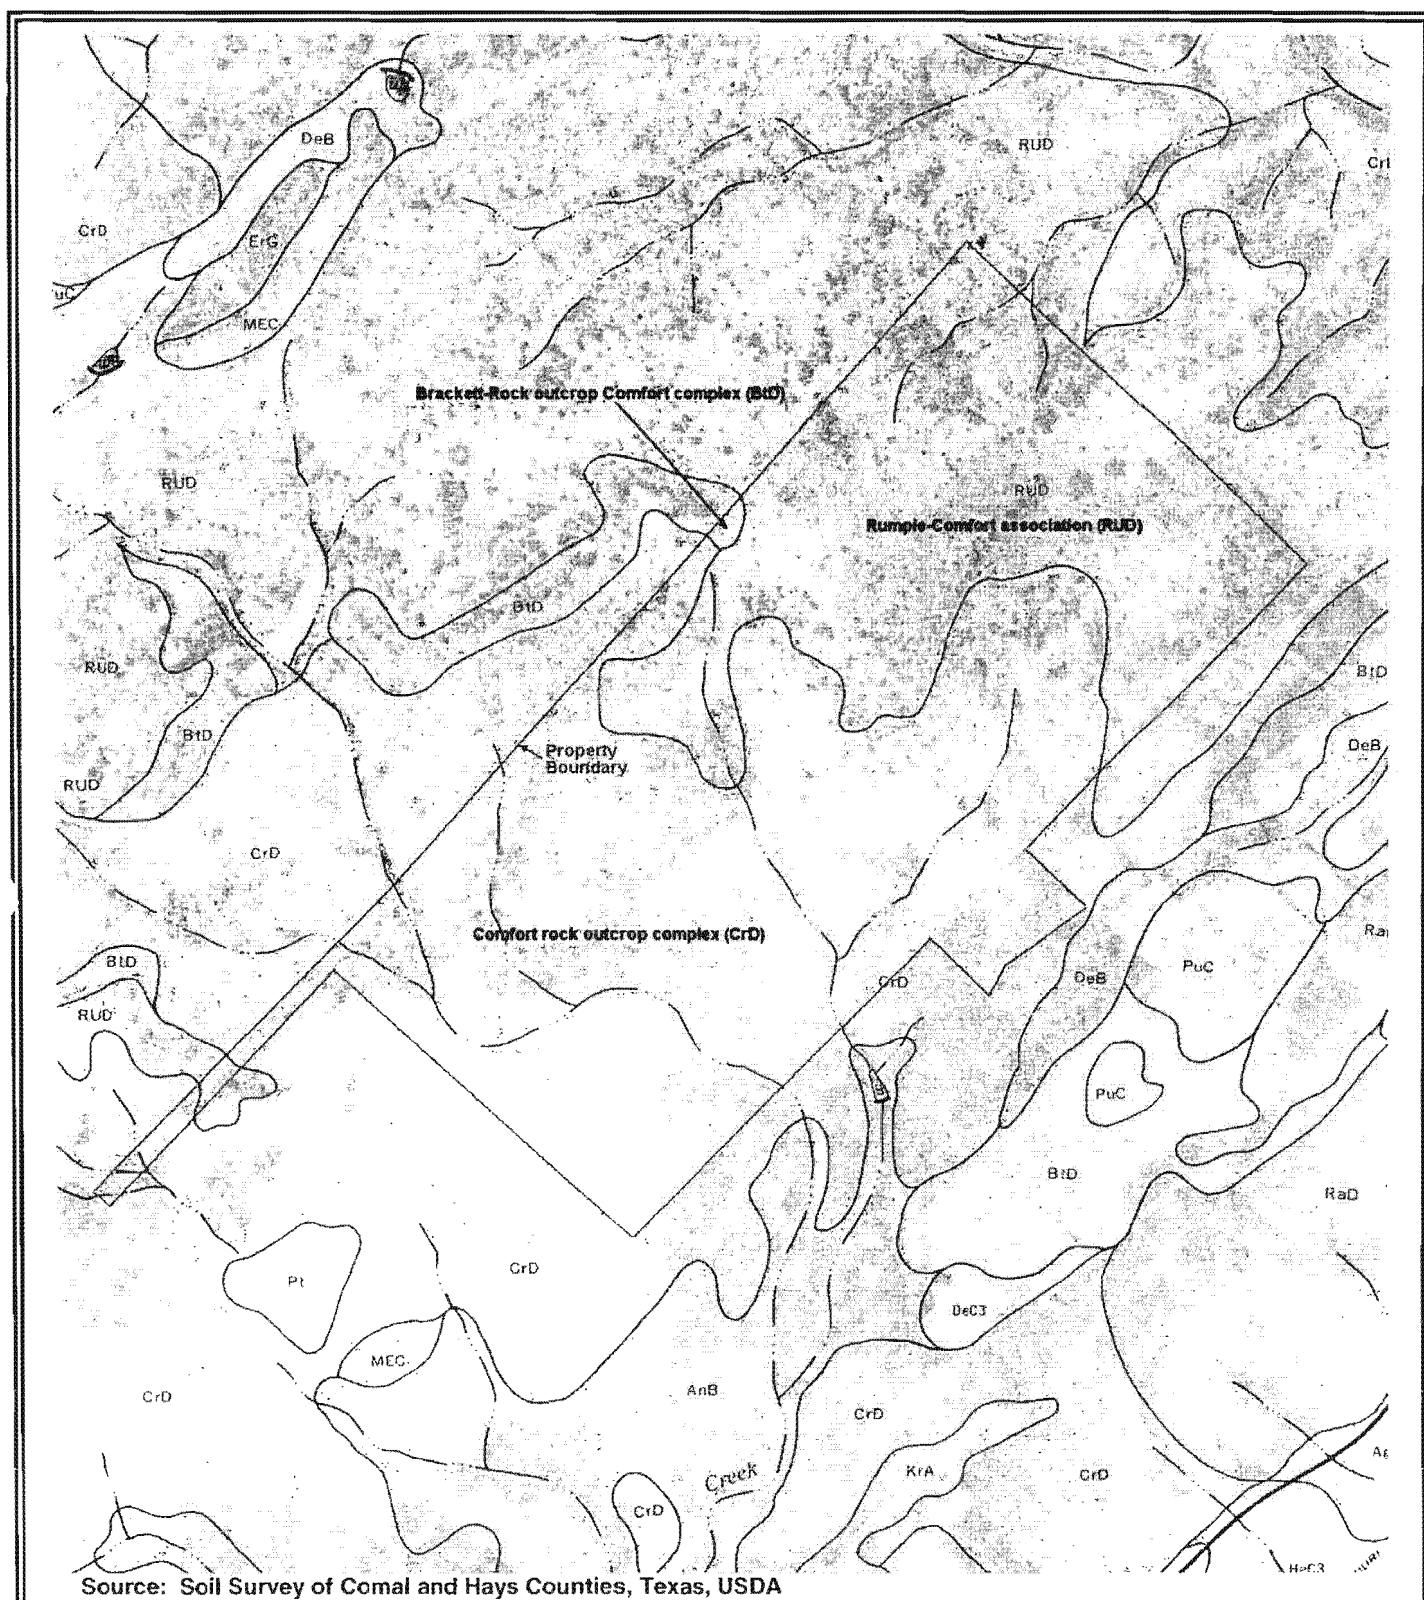 DeB
RUD
CrD
ErG
uC
MEC
Brackett-Rock outcrop Comfort complex (BtD)
RUD
RUD
Rumple-Comfort association (RUD)
BtD
RUD
BtD
BtD
DeB
Property
Boundary
RUD
CrD
Comfort rock outcrop complex (CrD)
BtD
PuC
CrD
DeB
RUD
PuC
BtD
RaD
CrD
Pt
DeC3
MEC
AnB
CrD
CrD
KrA
CrD
Creek
CrD
HeC3
Source: Soil Survey of Comal and Hays Counties, Texas, USDA